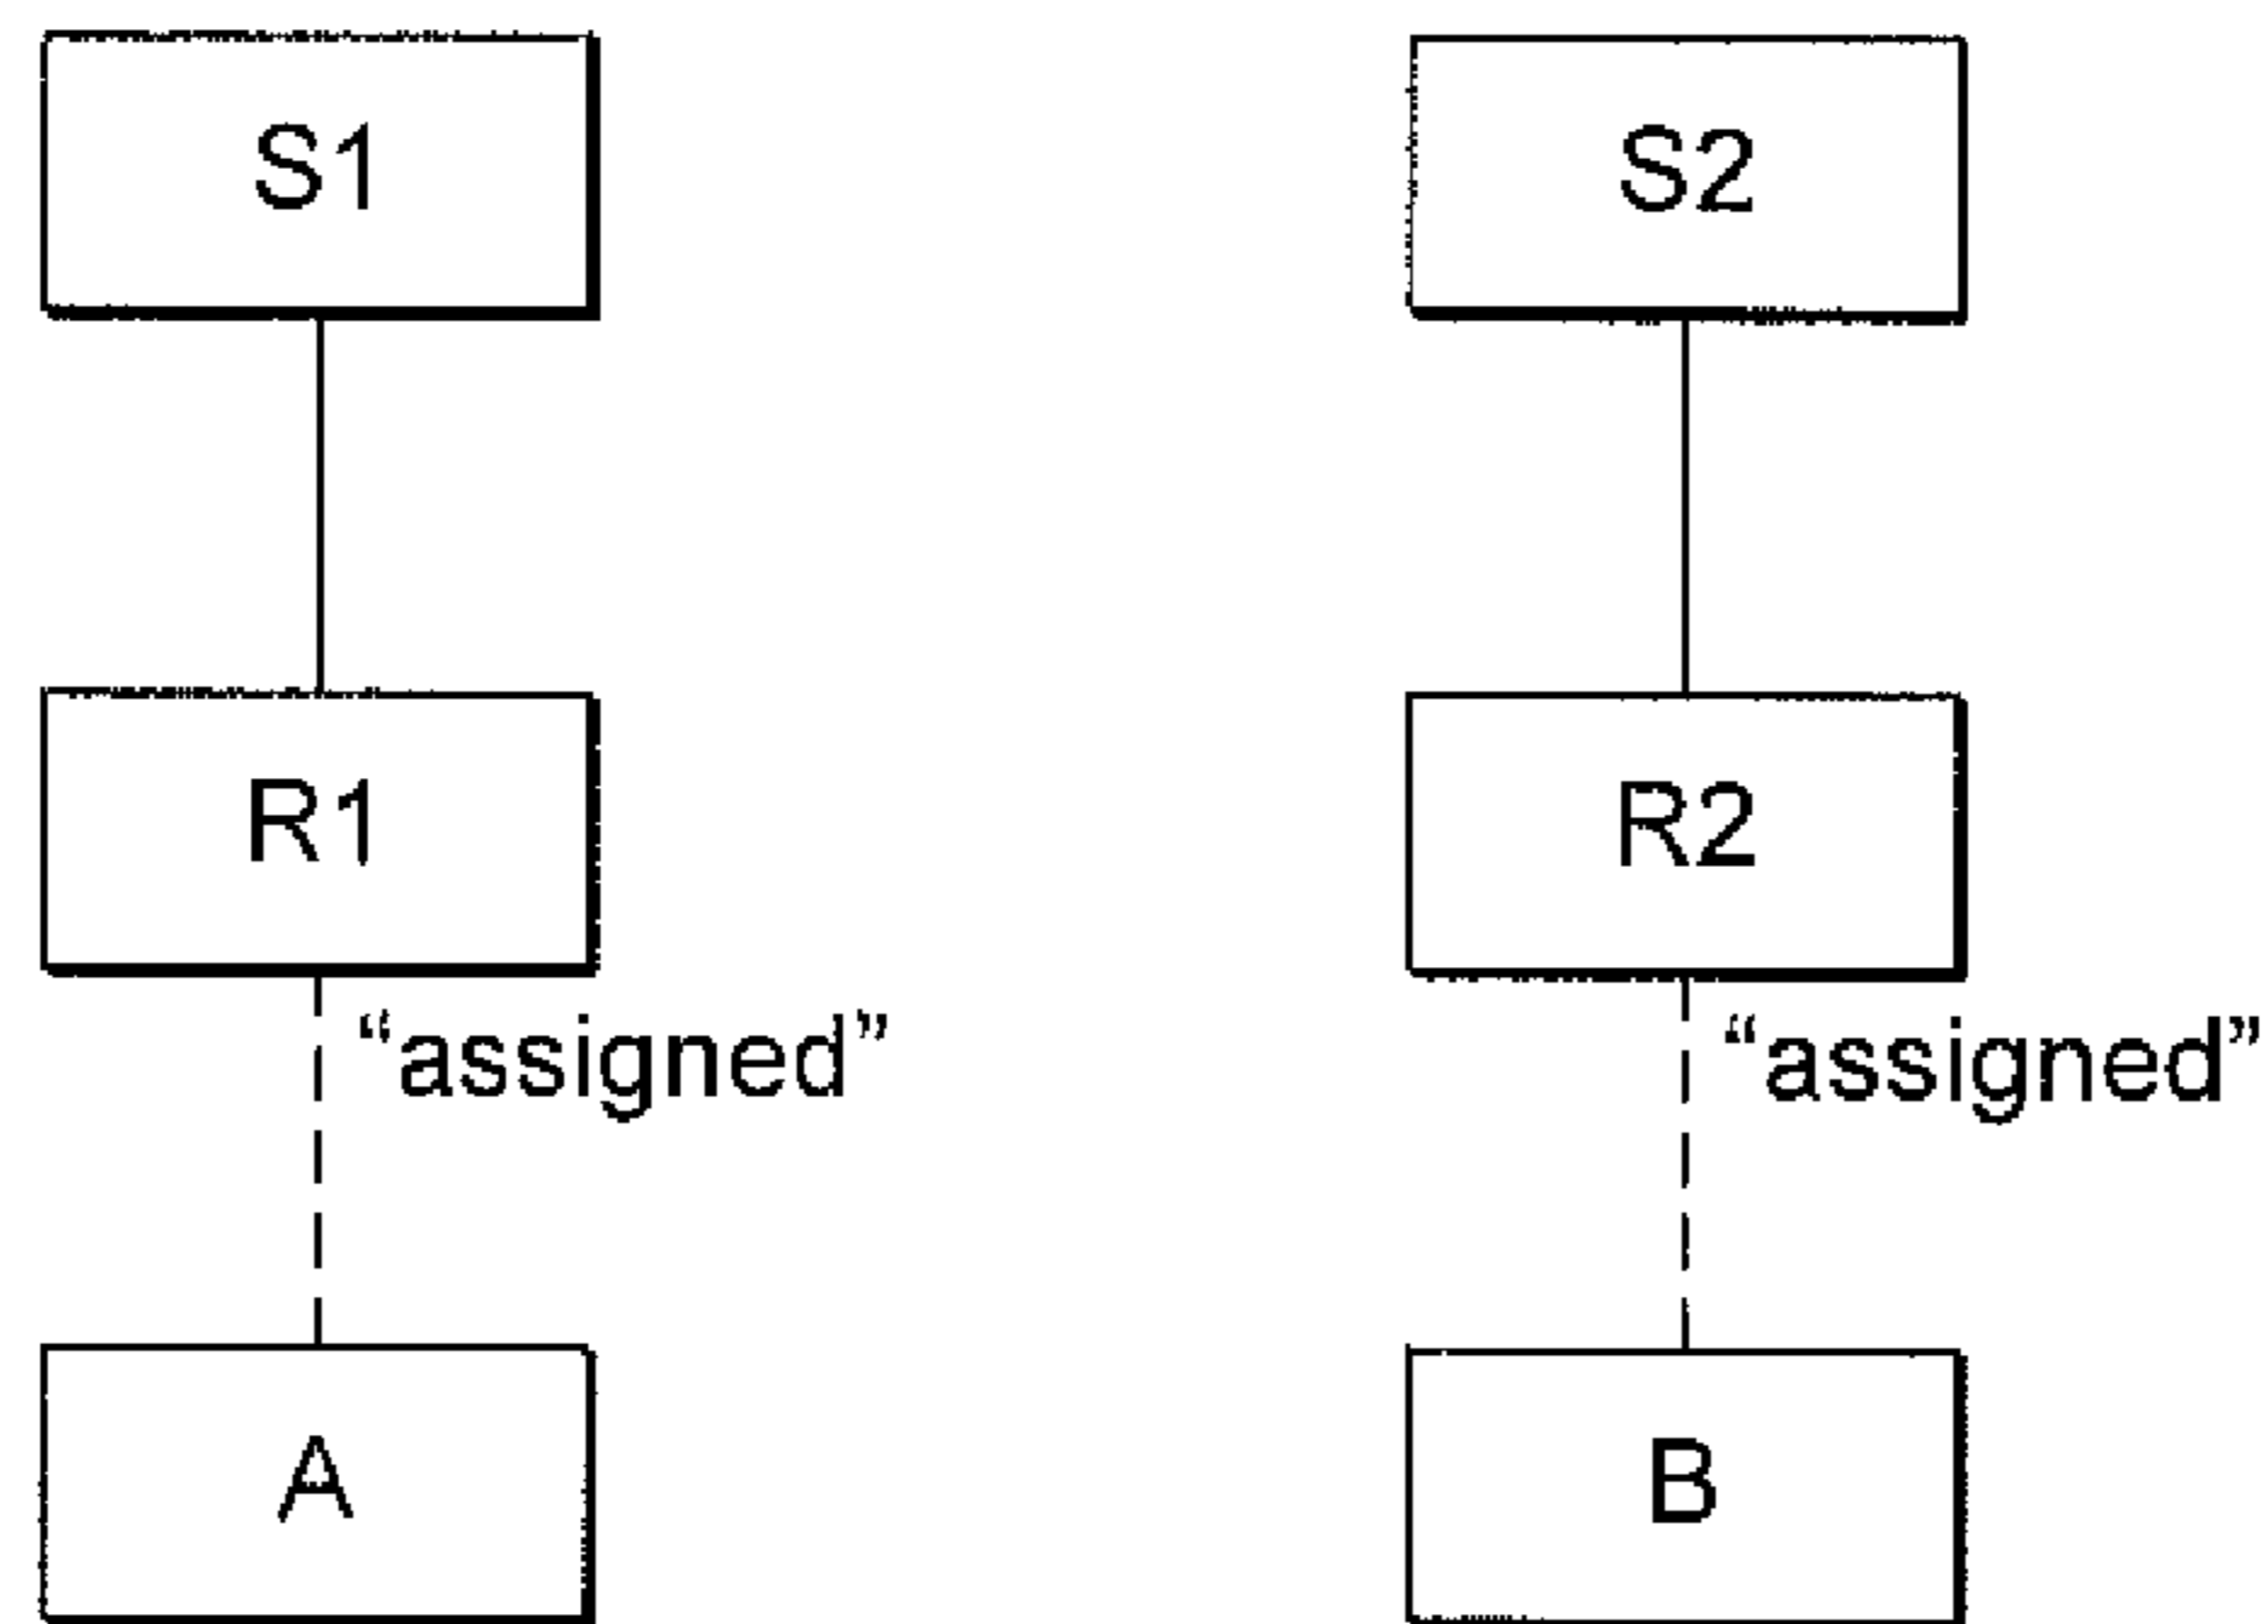 S1
S2
R1
R2
“assigned”
“assigned”
A
B